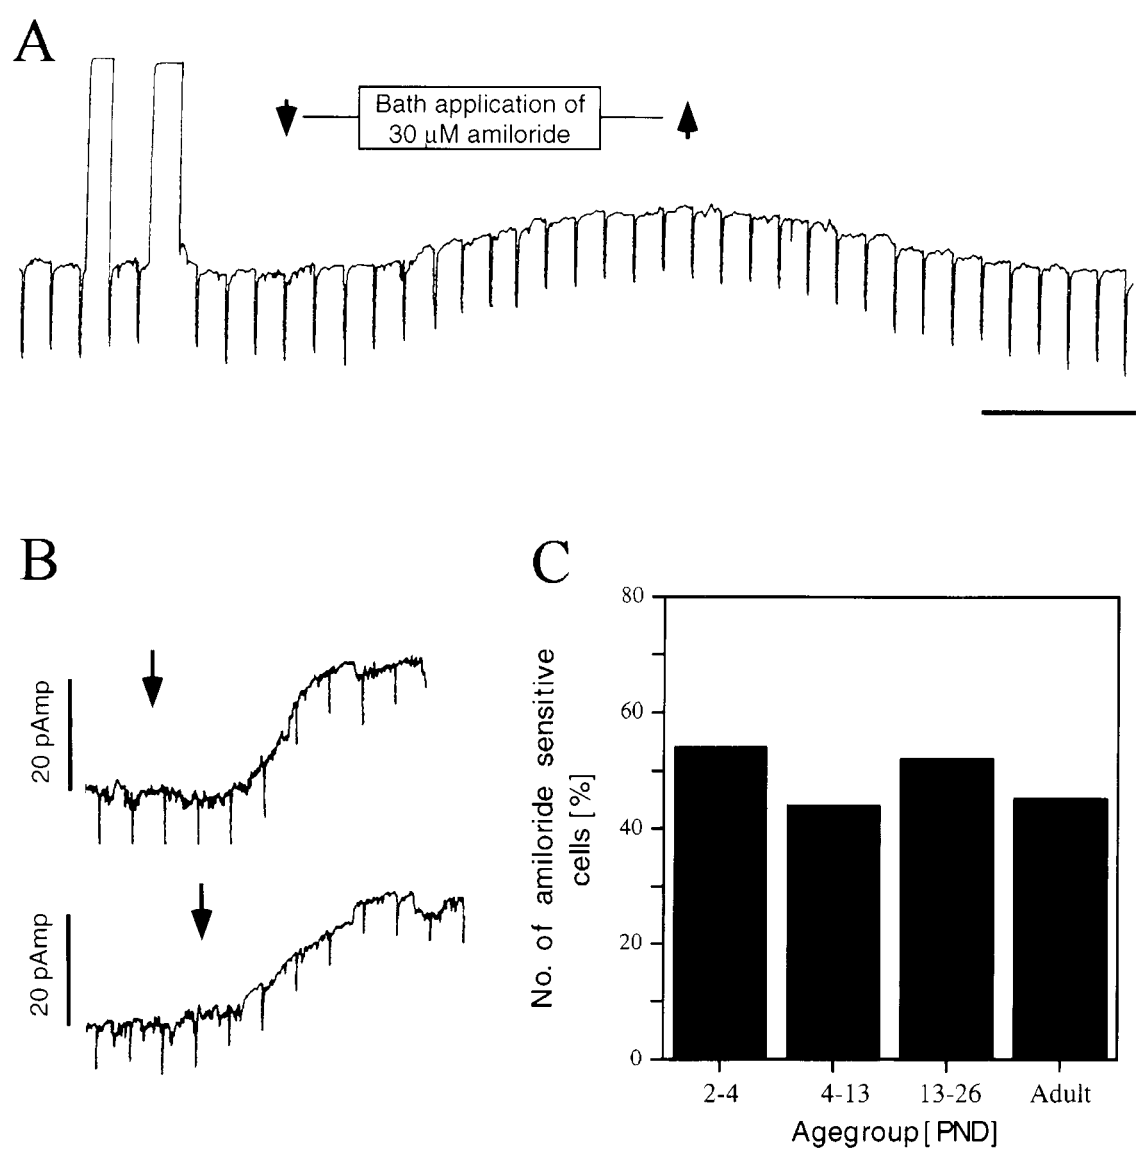 A
Bath application of
30 µM amiloride
B
20 pAmp
20 pAmp
C
No. of amiloride sensitive
cells [%]
80
60
40
20
0
2-4 4-13 13-26 Adult
Agegroup [PND]